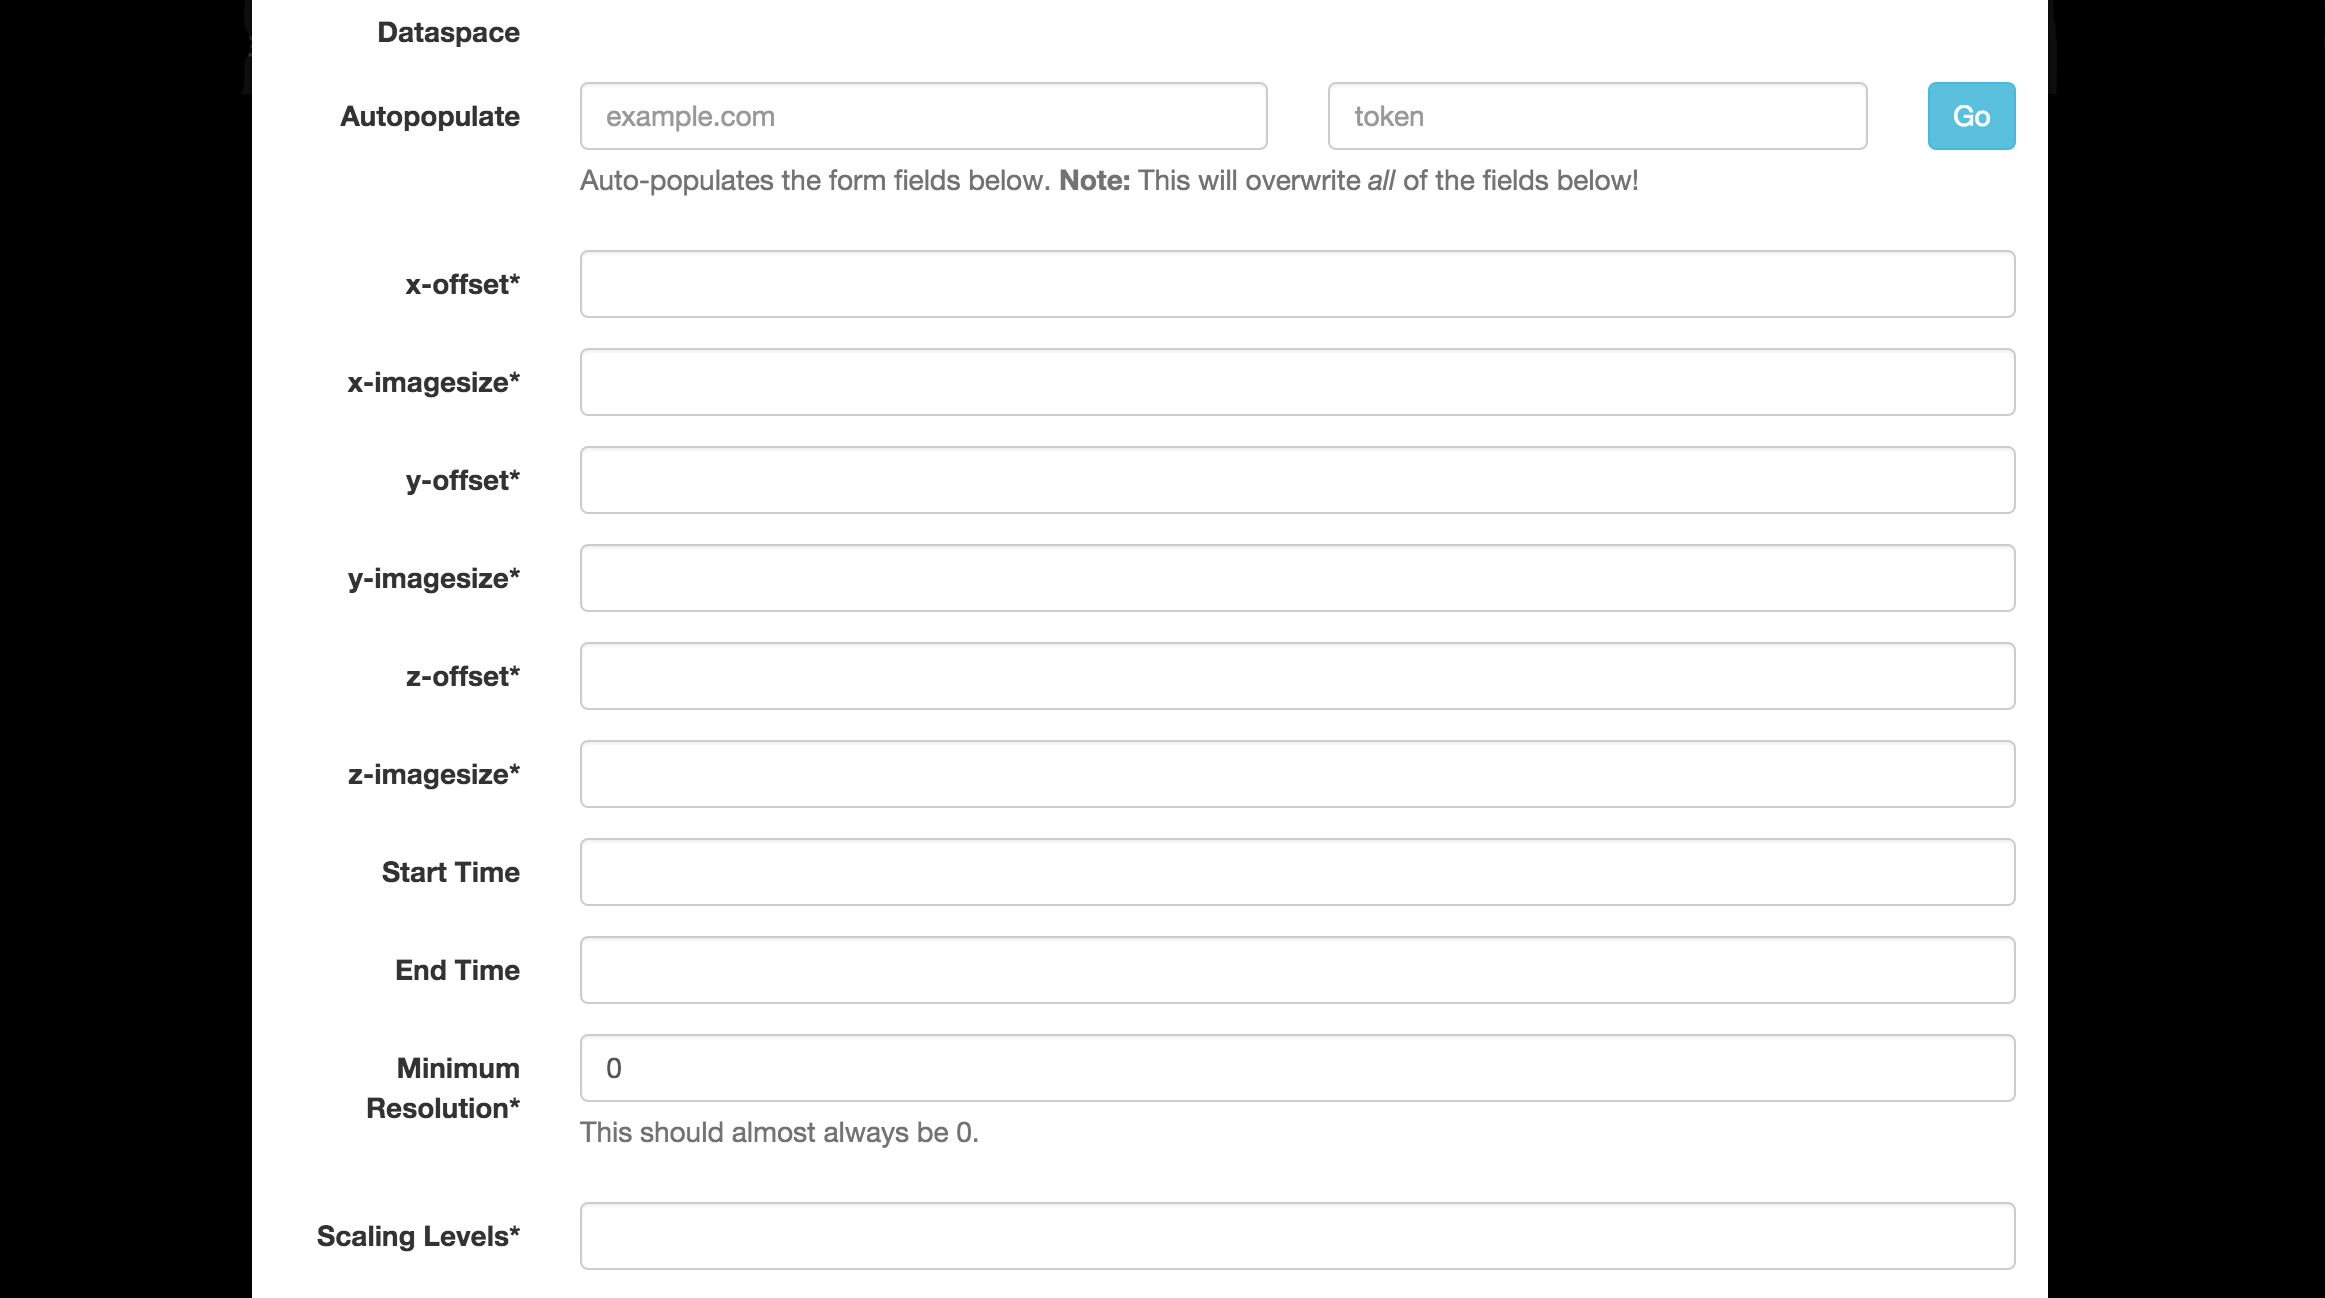 Dataspace
Autopopulate example.com token Go
Auto-populates the form fields below. Note: This will overwrite all of the fields below!
x-offset*
x-imagesize*
y-offset*
y-imagesize*
z-offset*
z-imagesize*
Start Time
End Time
Minimum 0
Resolution*
This should almost always be 0.
Scaling Levels*